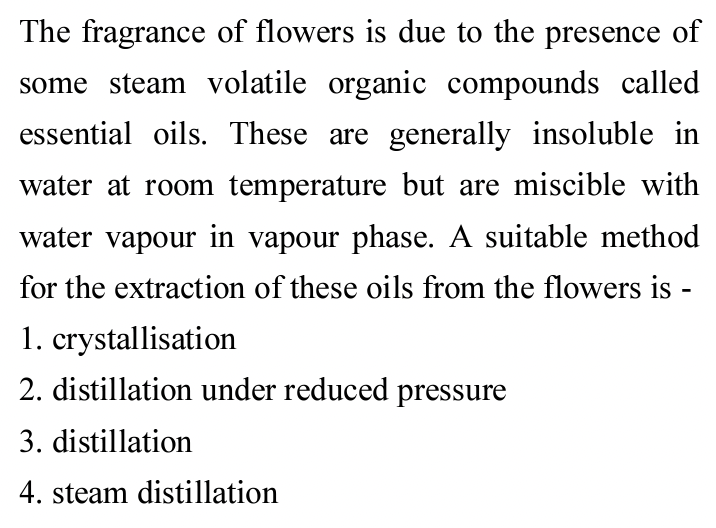 The fragrance of flowers is due to the presence of
some steam volatile organic compounds called
essential oils. These are generally insoluble in
water at room temperature but are miscible with
water vapour in vapour phase. A suitable method
for the extraction of these oils from the flowers is -
1. crystallisation
2. distillation under reduced pressure
3. distillation
4. steam distillation